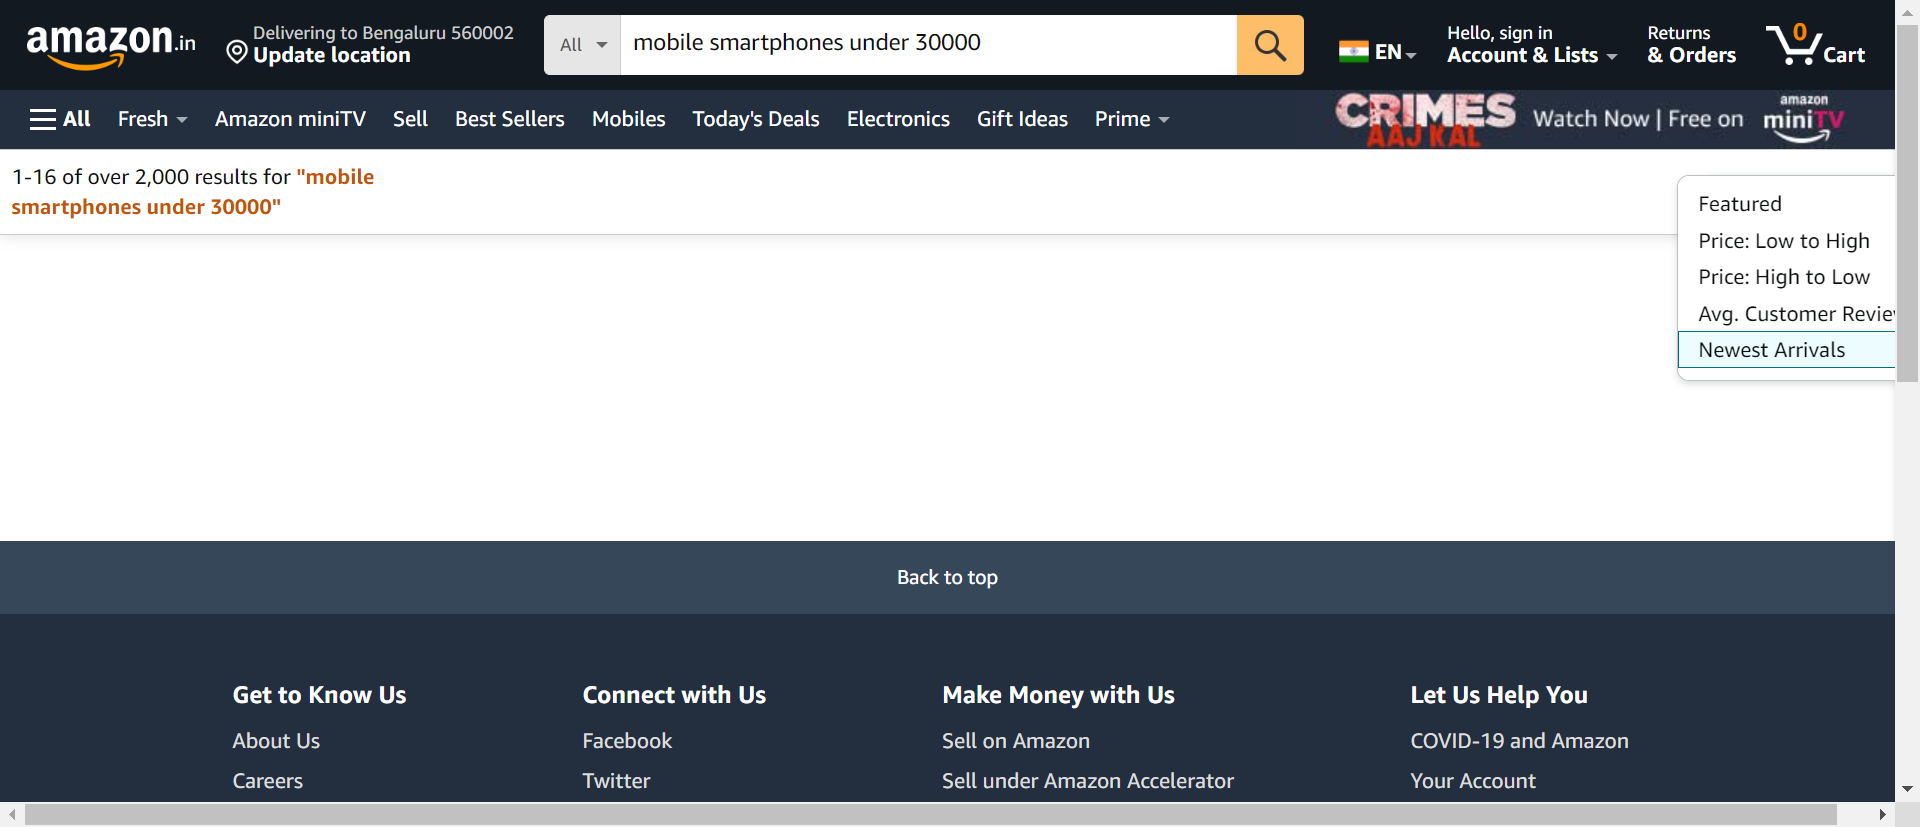 amazon.in
Delivering to Bengaluru 560002
Update location
All
mobile smartphones under 30000
EN
Hello, sign in
Account & Lists
Returns
& Orders
0
Cart
All
Fresh
Amazon miniTV
Sell
Best Sellers
Mobiles
Today's Deals
Electronics
Gift Ideas
Prime
CRIMES
AAJ KAL
Watch Now | Free on
amazon
miniTV
1-16 of over 2,000 results for "mobile
smartphones under 30000"
Featured
Price: Low to High
Price: High to Low
Avg. Customer Revie
Newest Arrivals
Back to top
Get to Know Us
About Us
Careers
Connect with Us
Facebook
Twitter
Make Money with Us
Sell on Amazon
Sell under Amazon Accelerator
Let Us Help You
COVID-19 and Amazon
Your Account